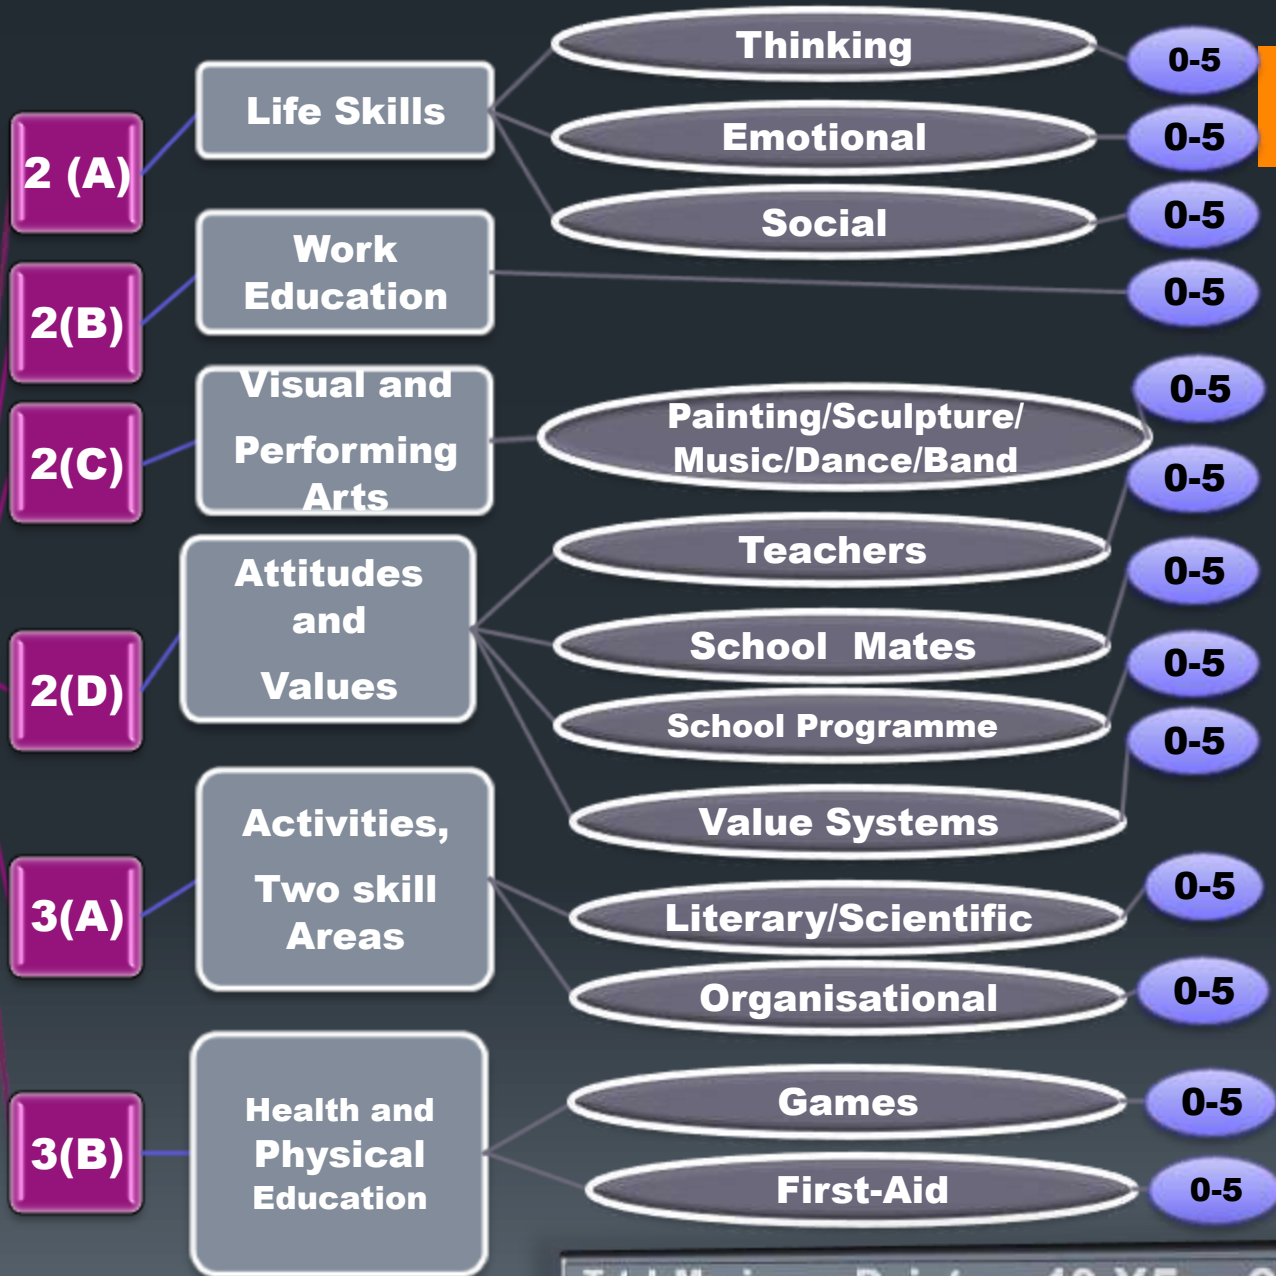 2 (A)
Life Skills
Thinking
0-5
Emotional
0-5
Social
0-5
2(B)
Work
Education
0-5
2(C)
Visual and
Performing
Arts
Painting/Sculpture/
Music/Dance/Band
0-5
2(D)
Attitudes
and
Values
Teachers
0-5
School  Mates
0-5
School Programme
0-5
Value Systems
0-5
3(A)
Activities,
Two skill
Areas
Literary/Scientific
0-5
Organisational
0-5
3(B)
Health and
Physical
Education
Games
0-5
First-Aid
0-5